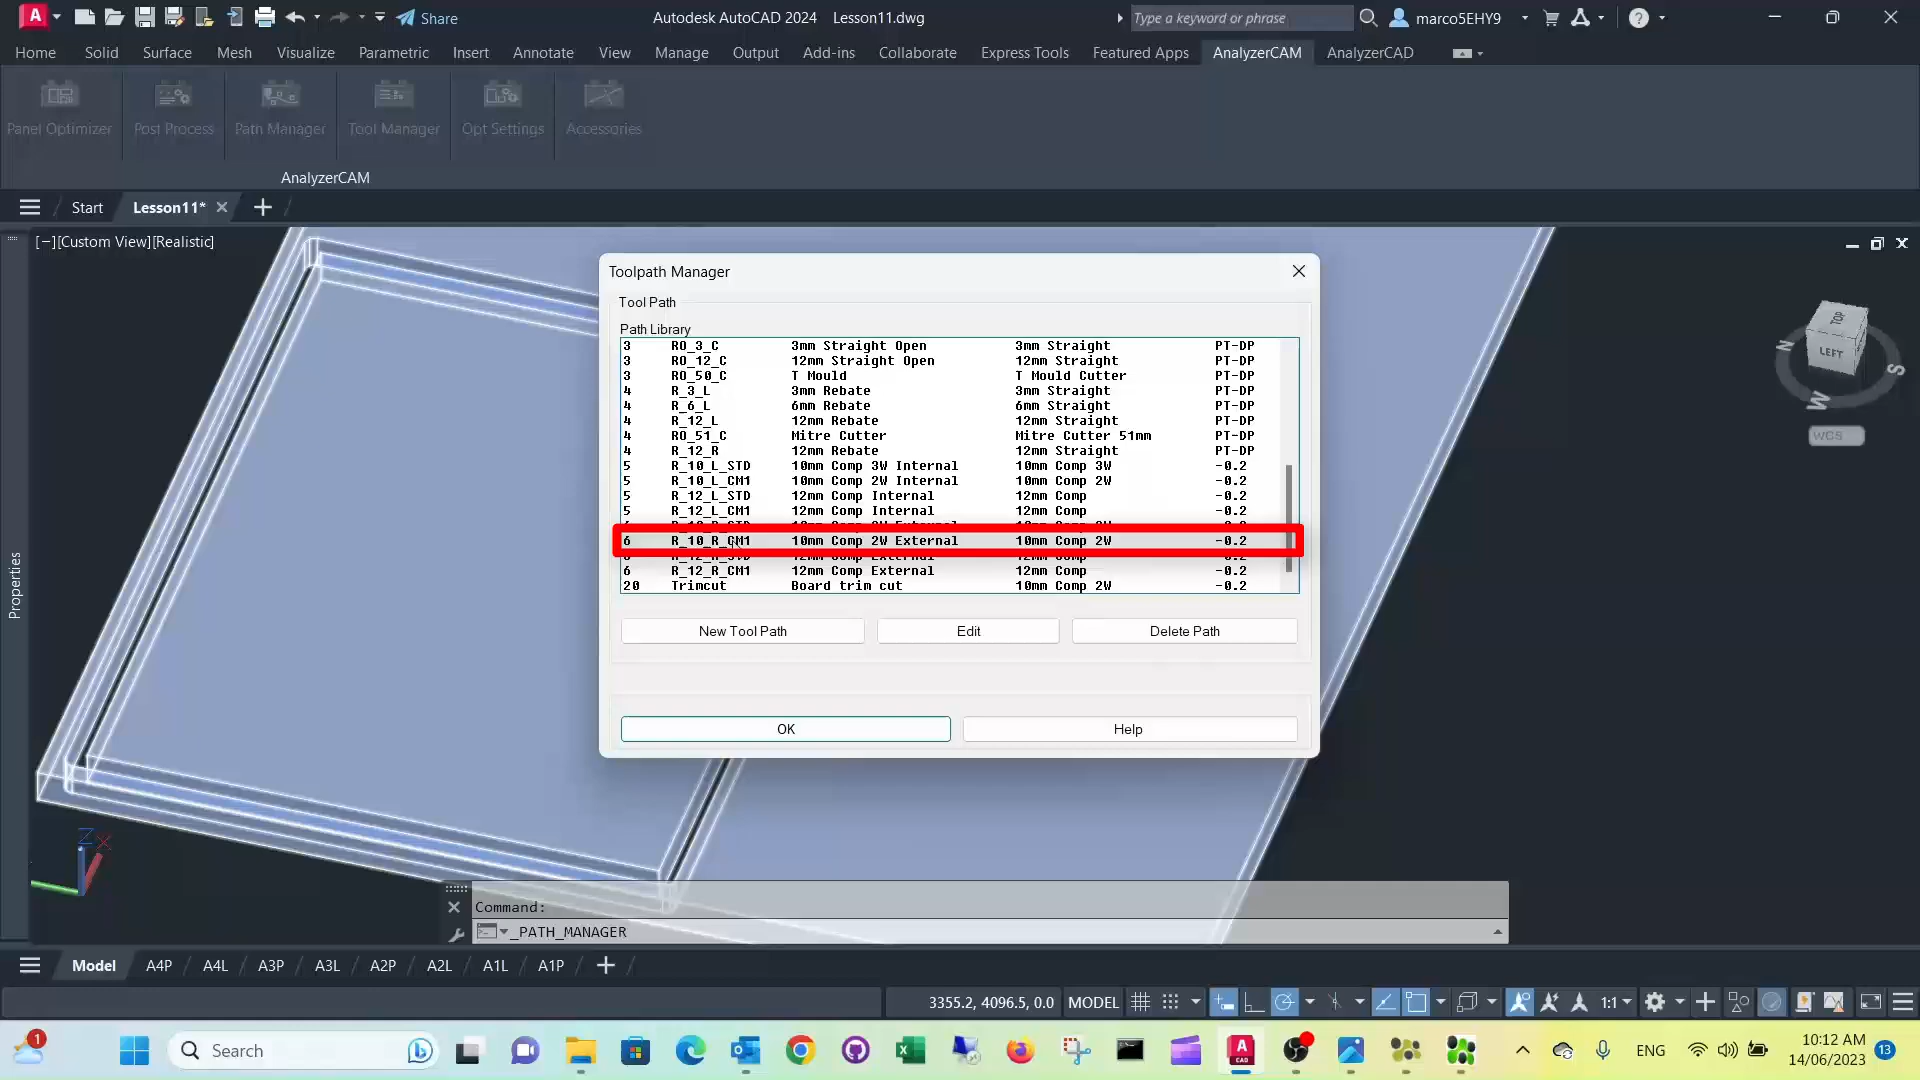 Share
Autodesk AutoCAD 2024 Lesson11.dwg
Type a keyword or phrase
marco5EHY9
Home Solid Surface Mesh Visualize Parametric Insert Annotate View Manage Output Add-ins Collaborate Express Tools Featured Apps AnalyzerCAM AnalyzerCAD
Panel Optimizer Post Process Path Manager Tool Manager Opt Settings Accessories
AnalyzerCAM
Start Lesson11*
[−][Custom View][Realistic]
Toolpath Manager
Tool Path
Path Library
3 RO_3_C 3mm Straight Open 3mm Straight PT-DP
3 RO_12_C 12mm Straight Open 12mm Straight PT-DP
3 RO_50_C T Mould T Mould Cutter PT-DP
4 R_3_L 3mm Rebate 3mm Straight PT-DP
4 R_6_L 6mm Rebate 6mm Straight PT-DP
4 R_12_L 12mm Rebate 12mm Straight PT-DP
4 RO_51_C Mitre Cutter Mitre Cutter 51mm PT-DP
4 R_12_R 12mm Rebate 12mm Straight PT-DP
5 R_10_L_STD 10mm Comp 3W Internal 10mm Comp 3W -0.2
5 R_10_L_CM1 10mm Comp 2W Internal 10mm Comp 2W -0.2
5 R_12_L_STD 12mm Comp Internal 12mm Comp -0.2
5 R_12_L_CM1 12mm Comp Internal 12mm Comp -0.2
6 R_10_R_CM1 10mm Comp 2W External 10mm Comp 2W -0.2
6 R_12_R_CM1 12mm Comp External 12mm Comp -0.2
20 Trimcut Board trim cut 10mm Comp 2W -0.2
New Tool Path Edit Delete Path
OK Help
TOP
LEFT
N
S
W
WCS
Properties
Z
X
Command:
_PATH_MANAGER
Model A4P A4L A3P A3L A2P A2L A1L A1P
3355.2, 4096.5, 0.0 MODEL 1:1
1
Search
A
CAD
ENG
10:12 AM
14/06/2023
13